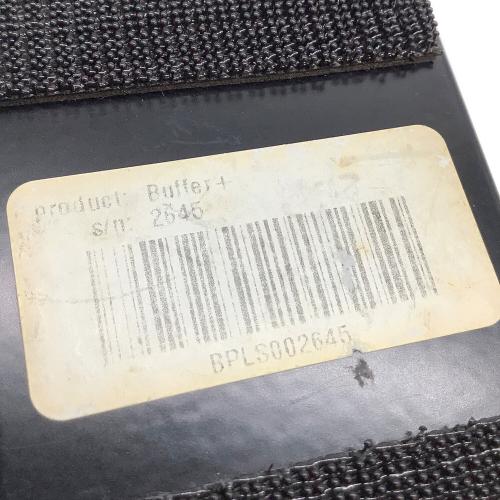 product: Buffer+
s/n: 2645
BPLS002645